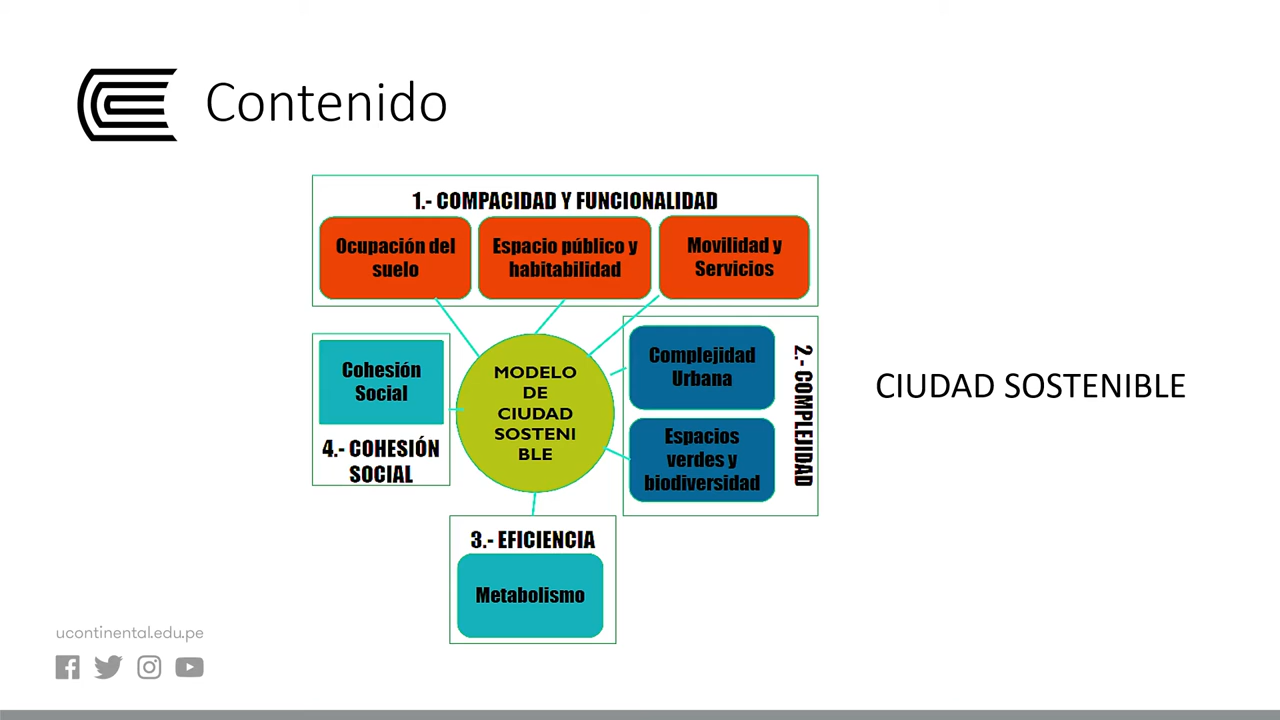 Contenido
1.- COMPACIDAD Y FUNCIONALIDAD
Ocupación del
suelo
Espacio público y
habitabilidad
Movilidad y
Servicios
Cohesión
Social
4.- COHESIÓN
SOCIAL
MODELO
DE
CIUDAD
SOSTENI
BLE
Complejidad
Urbana
Espacios
verdes y
biodiversidad
2.- COMPLEJIDAD
CIUDAD SOSTENIBLE
3.- EFICIENCIA
Metabolismo
ucontinental.edu.pe